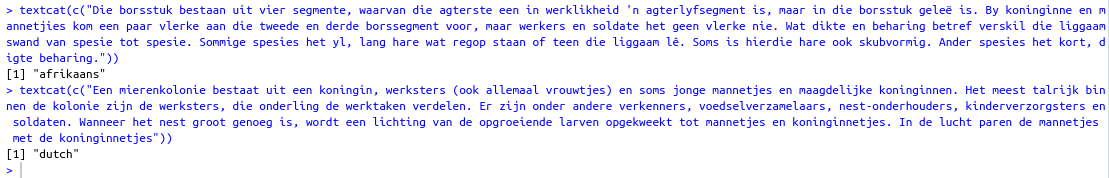 > textcat(c("Die borsstuk bestaan uit vier segmente, waarvan die agterste een in werklikheid 'n agterlyfsegment is, maar in die borsstuk geleë is. By koninginne en m
annetjies kom een paar vlerke aan die tweede en derde borssegment voor, maar werkers en soldate het geen vlerke nie. Wat dikte en beharing betref verskil die liggaam
swand van spesie tot spesie. Sommige spesies het yl, lang hare wat regop staan of teen die liggaam lê. Soms is hierdie hare ook skubvormig. Ander spesies het kort, d
igte beharing."))
[1] "afrikaans"
> textcat(c("Een mierenkolonie bestaat uit een koningin, werksters (ook allemaal vrouwtjes) en soms jonge mannetjes en maagdelijke koninginnen. Het meest talrijk bin
nen de kolonie zijn de werksters, die onderling de werktaken verdelen. Er zijn onder andere verkenners, voedselverzamelaars, nest-onderhouders, kinderverzorgsters en
 soldaten. Wanneer het nest groot genoeg is, wordt een lichting van de opgroeiende larven opgekweekt tot mannetjes en koninginnetjes. In de lucht paren de mannetjes
 met de koninginnetjes"))
[1] "dutch"
>